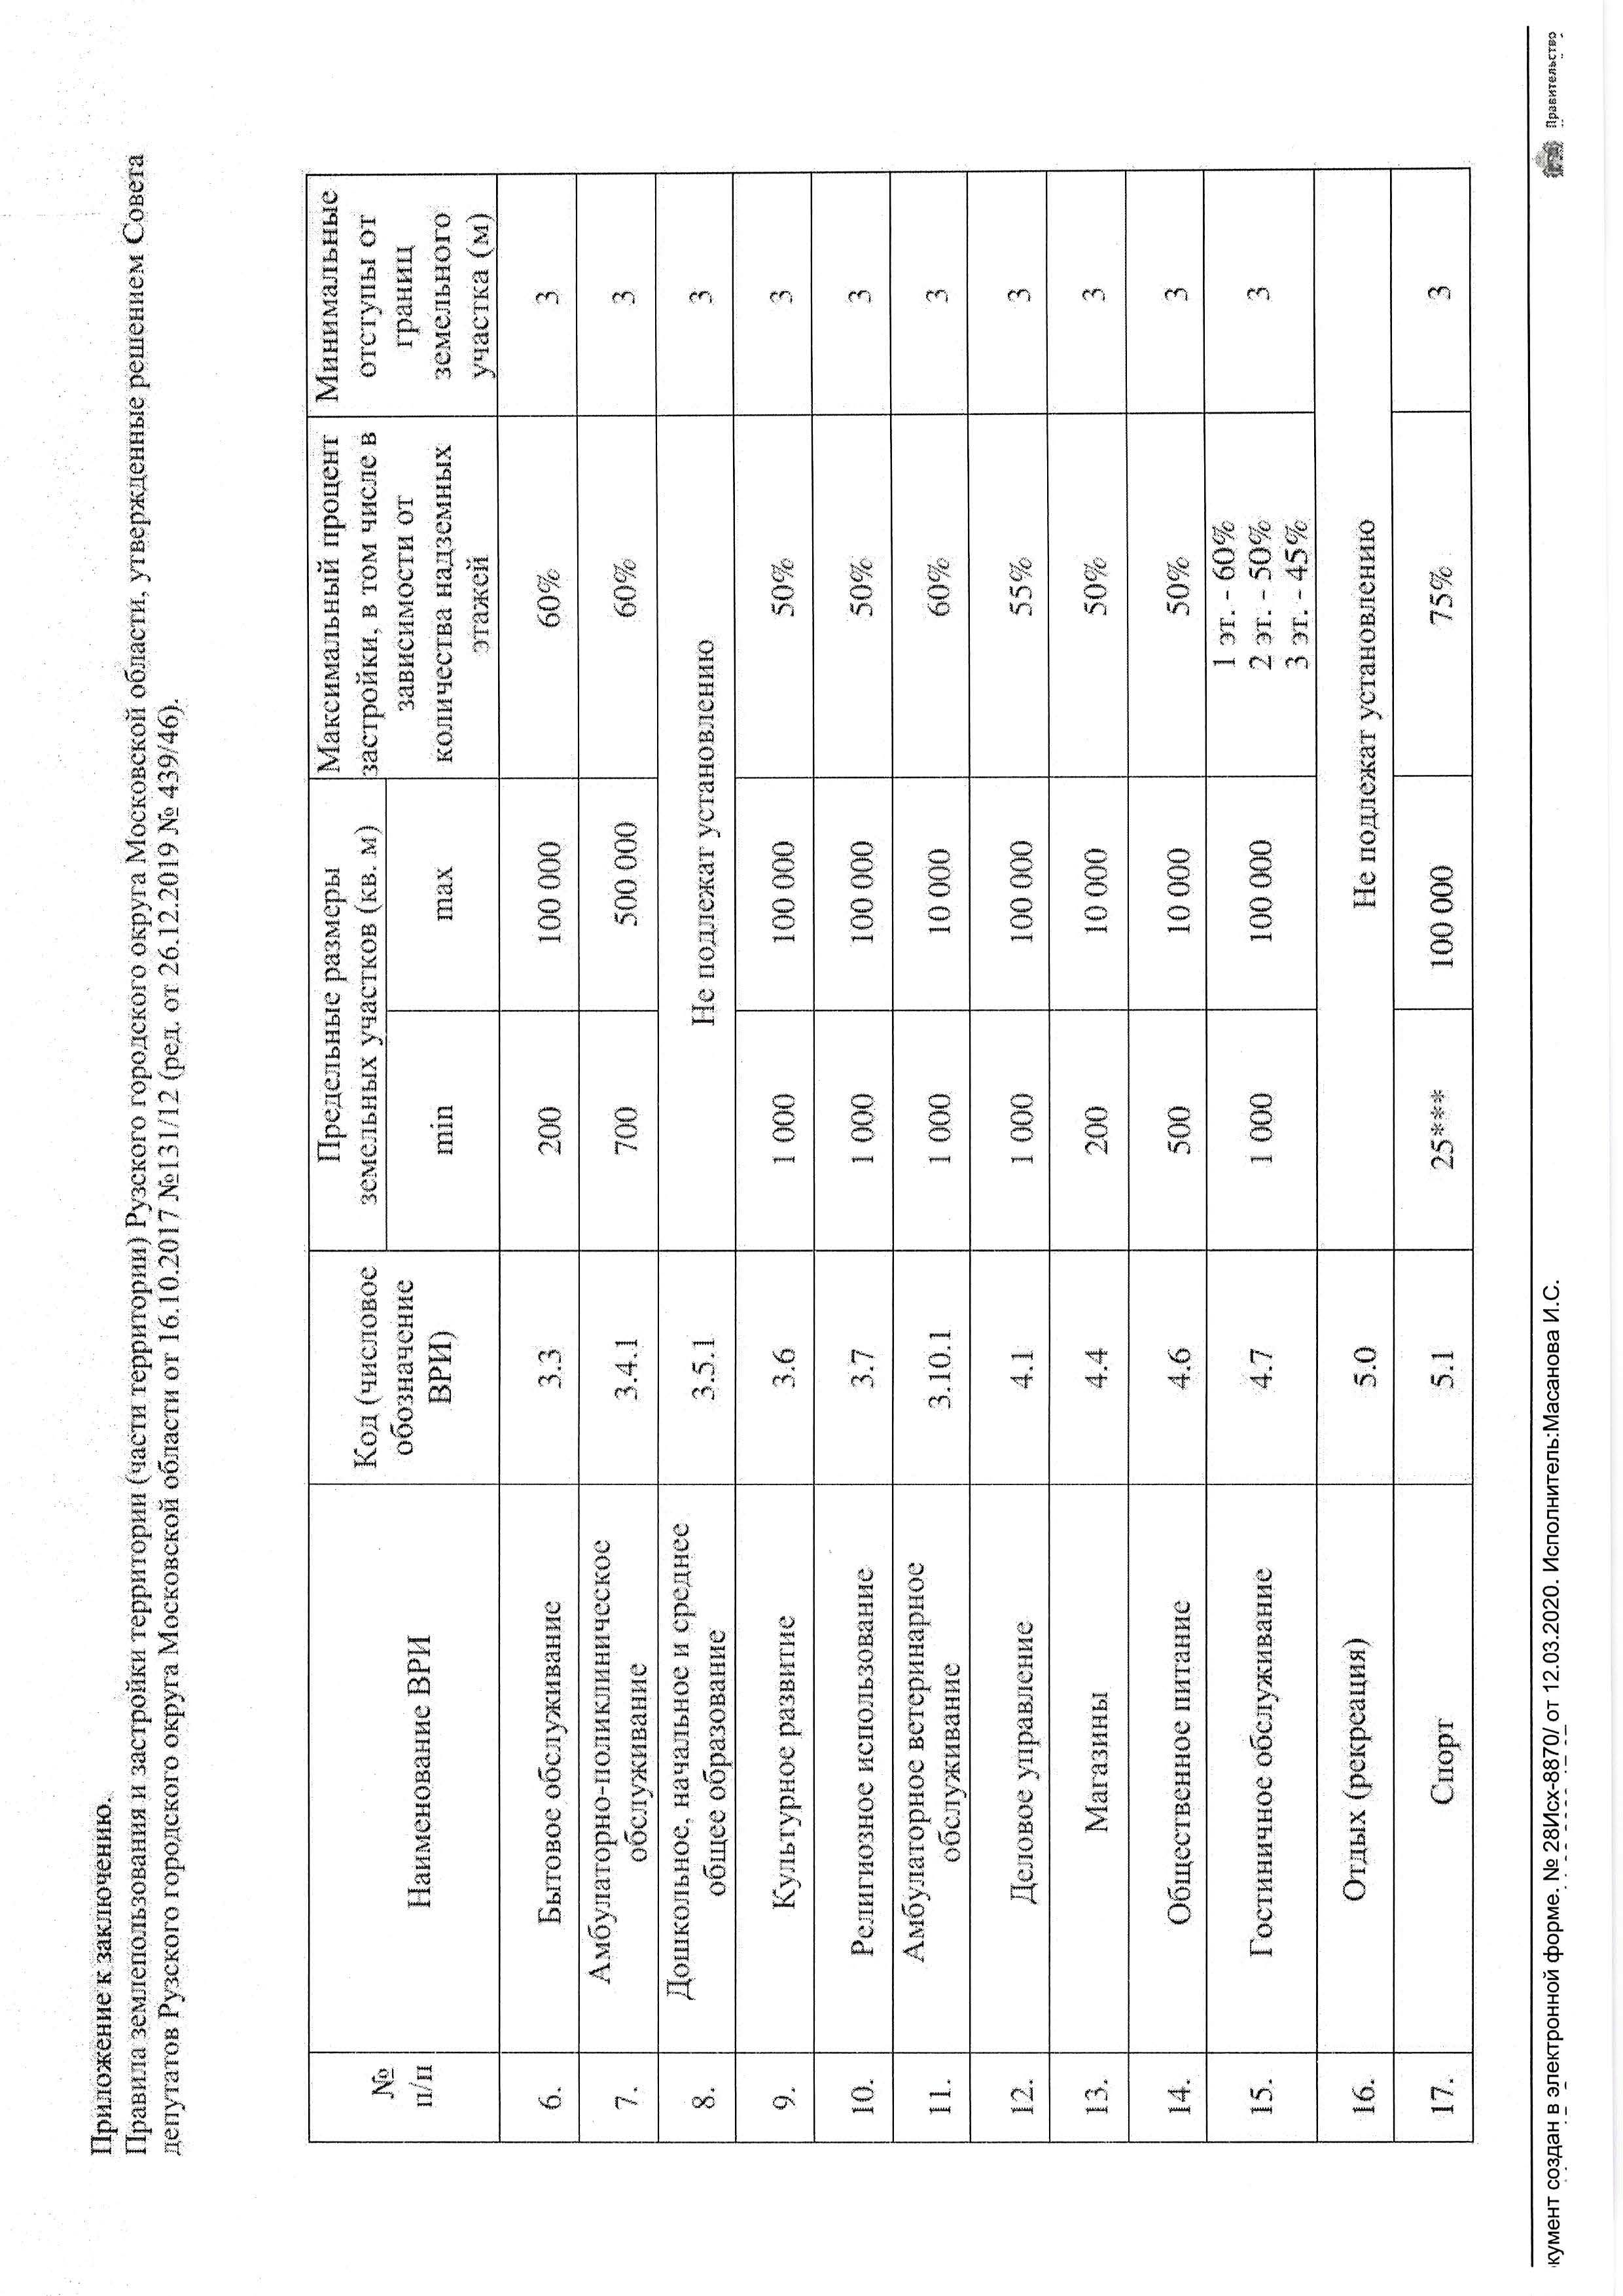 Приложение к заключению.
Правила землепользования и застройки территории (части территории) Рузского городского округа Московской области, утвержденные решением Совета
депутатов Рузского городского округа Московской области от 16.10.2017 №131/12 (ред. от 26.12.2019 № 439/46).
№ п/п Наименование ВРИ Код (числовое обозначение ВРИ) Предельные размеры земельных участков (кв. м) Максимальный процент застройки, в том числе в зависимости от количества надземных этажей Минимальные отступы от границ земельного участка (м)
min max
6. Бытовое обслуживание 3.3 200 100 000 60% 3
7. Амбулаторно-поликлиническое обслуживание 3.4.1 700 500 000 60% 3
8. Дошкольное, начальное и среднее общее образование 3.5.1 Не подлежат установлению 3
9. Культурное развитие 3.6 1 000 100 000 50% 3
10. Религиозное использование 3.7 1 000 100 000 50% 3
11. Амбулаторное ветеринарное обслуживание 3.10.1 1 000 10 000 60% 3
12. Деловое управление 4.1 1 000 100 000 55% 3
13. Магазины 4.4 200 10 000 50% 3
14. Общественное питание 4.6 500 10 000 50% 3
15. Гостиничное обслуживание 4.7 1 000 100 000 1 эт. - 60% 2 эт. - 50% 3 эт. - 45% 3
16. Отдых (рекреация) 5.0 Не подлежат установлению
17. Спорт 5.1 25*** 100 000 75% 3
кумент создан в электронной форме. № 28Исх-8870/ от 12.03.2020. Исполнитель:Масанова И.С.
Правительство